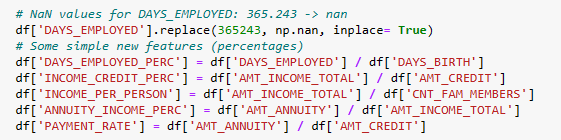 # NaN values for DAYS_EMPLOYED: 365.243 -> nan
df['DAYS_EMPLOYED'].replace(365243, np.nan, inplace= True)
# Some simple new features (percentages)
df['DAYS_EMPLOYED_PERC'] = df['DAYS_EMPLOYED'] / df['DAYS_BIRTH']
df['INCOME_CREDIT_PERC'] = df['AMT_INCOME_TOTAL'] / df['AMT_CREDIT']
df['INCOME_PER_PERSON'] = df['AMT_INCOME_TOTAL'] / df['CNT_FAM_MEMBERS']
df['ANNUITY_INCOME_PERC'] = df['AMT_ANNUITY'] / df['AMT_INCOME_TOTAL']
df['PAYMENT_RATE'] = df['AMT_ANNUITY'] / df['AMT_CREDIT']